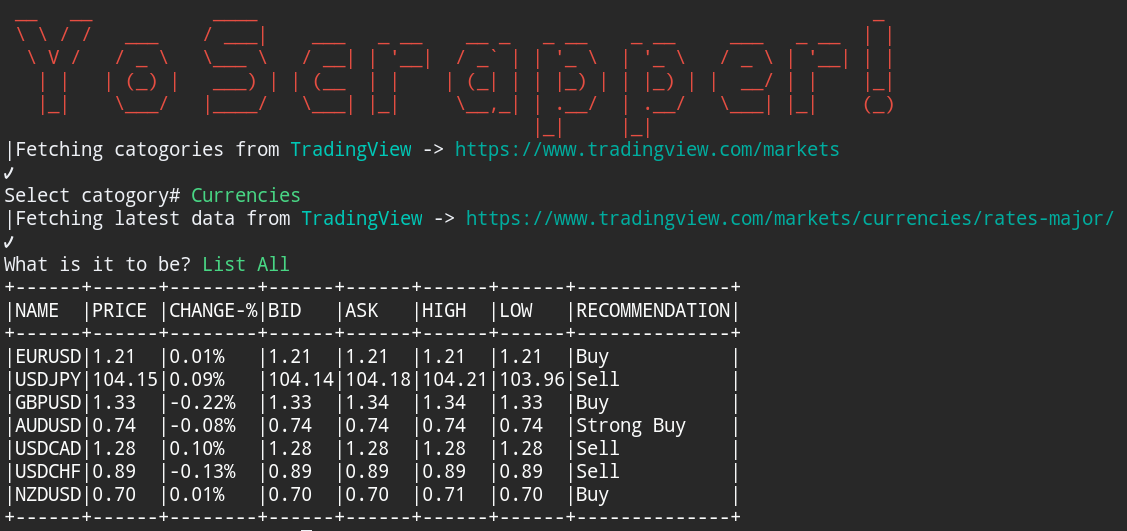 YoScrapper!
|Fetching catogories from TradingView -> https://www.tradingview.com/markets
✓
Select catogory# Currencies
|Fetching latest data from TradingView -> https://www.tradingview.com/markets/currencies/rates-major/
✓
What is it to be? List All
+------+------+--------+------+------+------+------+--------------+
|NAME  |PRICE |CHANGE-%|BID   |ASK   |HIGH  |LOW   |RECOMMENDATION|
+------+------+--------+------+------+------+------+--------------+
|EURUSD|1.21  |0.01%   |1.21  |1.21  |1.21  |1.21  |Buy           |
|USDJPY|104.15|0.09%   |104.14|104.18|104.21|103.96|Sell          |
|GBPUSD|1.33  |-0.22%  |1.33  |1.34  |1.34  |1.33  |Buy           |
|AUDUSD|0.74  |-0.08%  |0.74  |0.74  |0.74  |0.74  |Strong Buy    |
|USDCAD|1.28  |0.10%   |1.28  |1.28  |1.28  |1.28  |Sell          |
|USDCHF|0.89  |-0.13%  |0.89  |0.89  |0.89  |0.89  |Sell          |
|NZDUSD|0.70  |0.01%   |0.70  |0.70  |0.71  |0.70  |Buy           |
+------+------+--------+------+------+------+------+--------------+